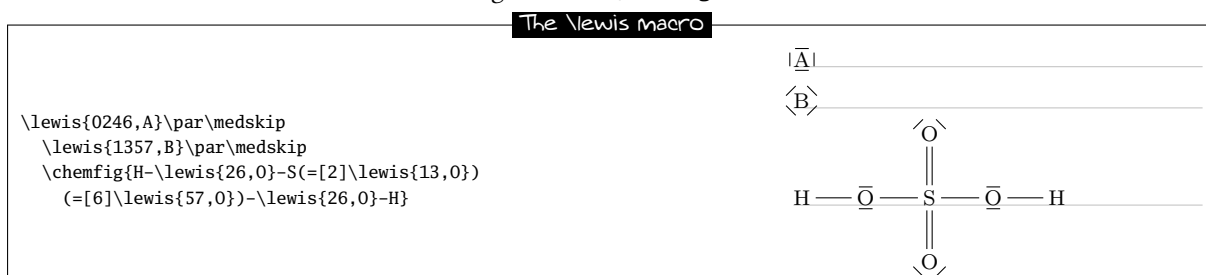 The \lewis macro
\lewis{0246,A}\par\medskip
\lewis{1357,B}\par\medskip
\chemfig{H-\lewis{26,O}-S(=[2]\lewis{13,O})
(=[6]\lewis{57,O})-\lewis{26,O}-H}
A
B
O
H O S O H
O